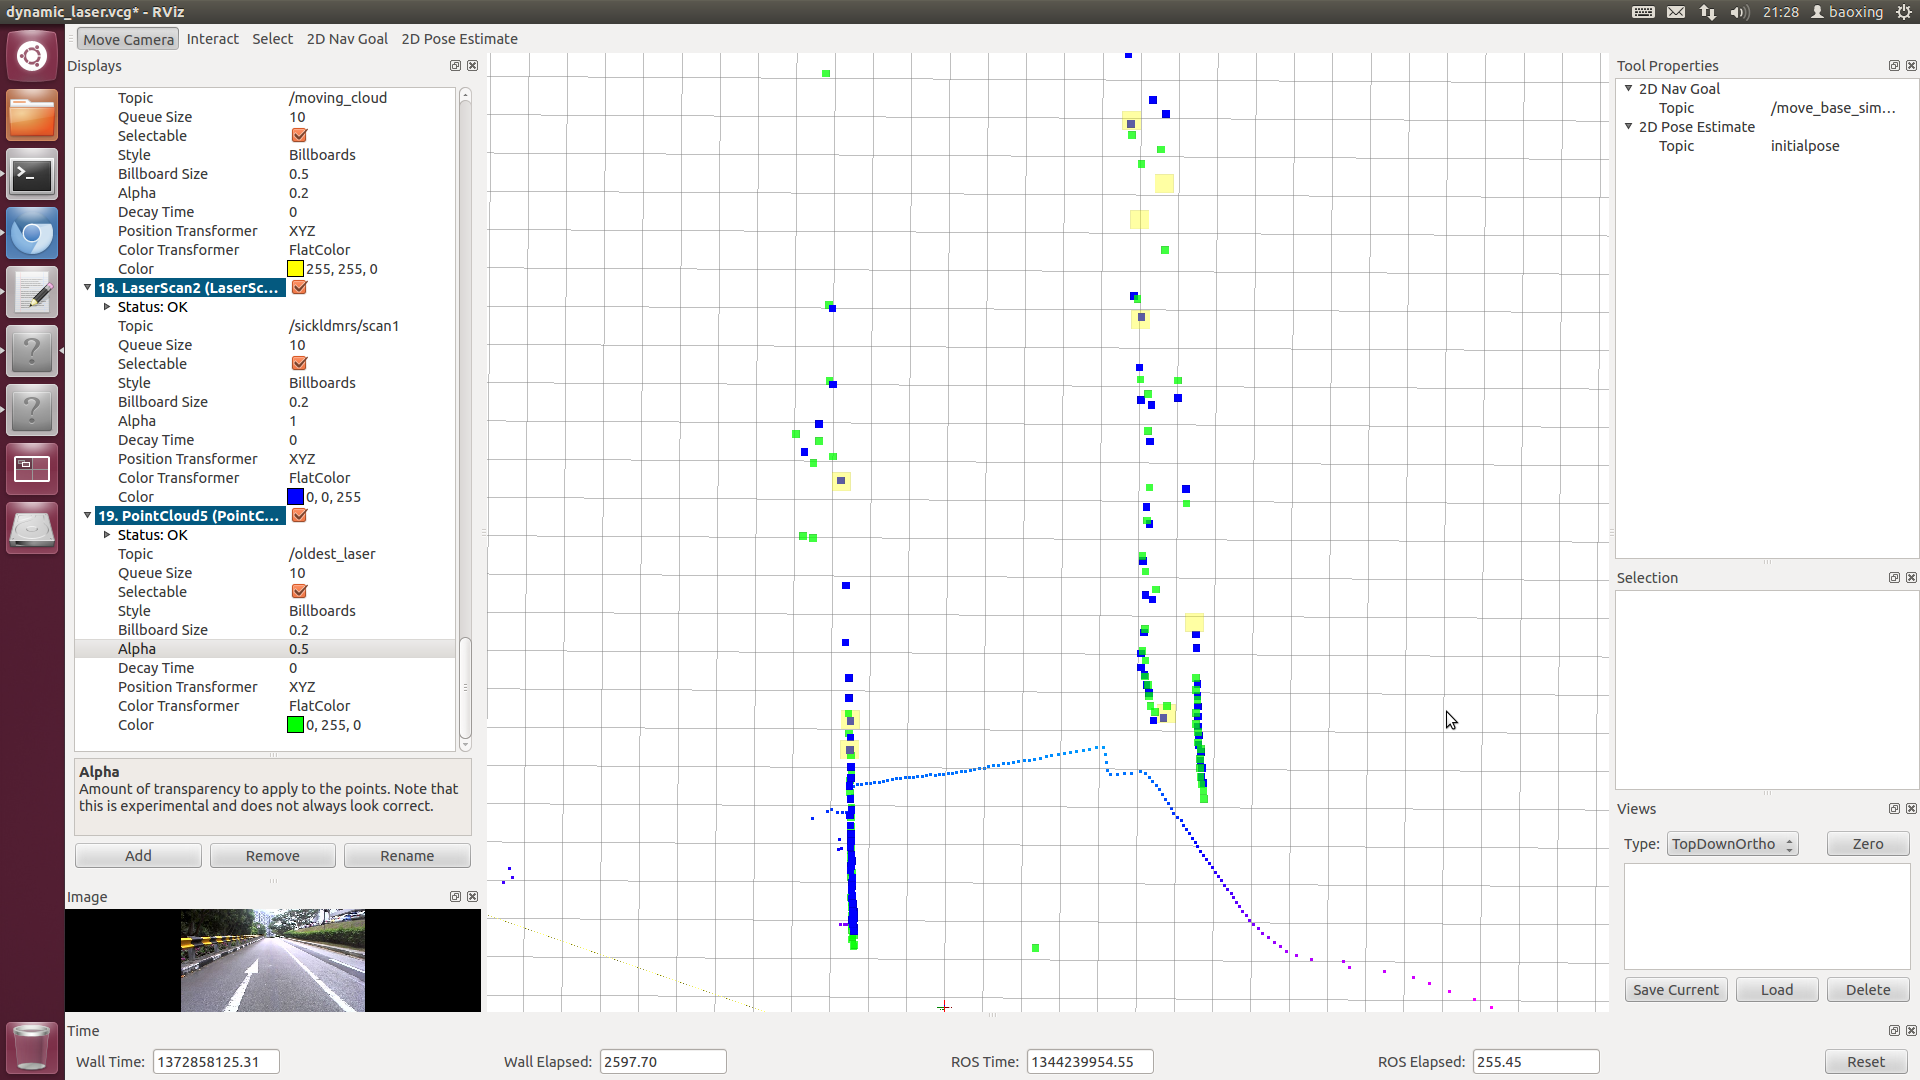 dynamic_laser.vcg* - RViz
21:28 baoxing
Move Camera Interact Select 2D Nav Goal 2D Pose Estimate
Displays
Topic /moving_cloud
Queue Size 10
Selectable
Style Billboards
Billboard Size 0.5
Alpha 0.2
Decay Time 0
Position Transformer XYZ
Color Transformer FlatColor
Color 255, 255, 0
18. LaserScan2 (LaserSc...
Status: OK
Topic /sickldmrs/scan1
Queue Size 10
Selectable
Style Billboards
Billboard Size 0.2
Alpha 1
Decay Time 0
Position Transformer XYZ
Color Transformer FlatColor
Color 0, 0, 255
19. PointCloud5 (PointC...
Status: OK
Topic /oldest_laser
Queue Size 10
Selectable
Style Billboards
Billboard Size 0.2
Alpha 0.5
Decay Time 0
Position Transformer XYZ
Color Transformer FlatColor
Color 0, 255, 0
Alpha
Amount of transparency to apply to the points. Note that
this is experimental and does not always look correct.
Add Remove Rename
Image
Tool Properties
2D Nav Goal
Topic /move_base_sim...
2D Pose Estimate
Topic initialpose
Selection
Views
Type: TopDownOrtho Zero
Save Current Load Delete
Time
Wall Time: 1372858125.31 Wall Elapsed: 2597.70 ROS Time: 1344239954.55 ROS Elapsed: 255.45 Reset